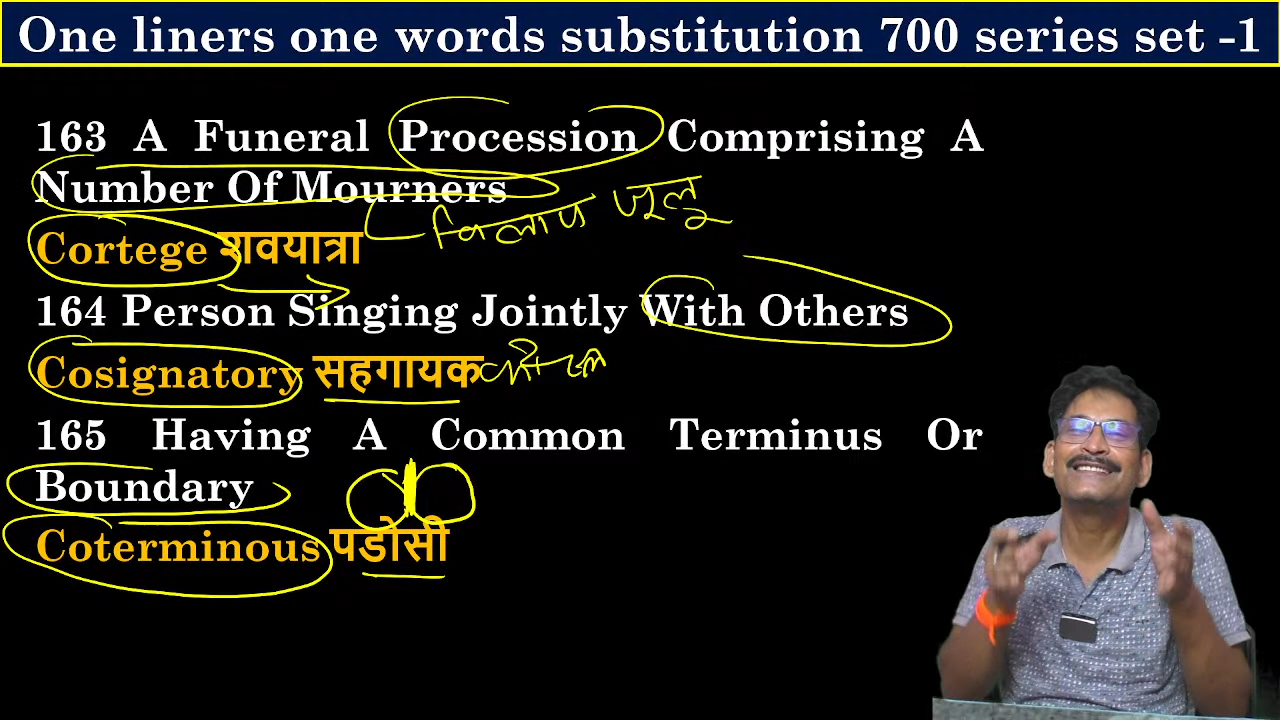 One liners one words substitution 700 series set -1
163 A Funeral Procession Comprising A
Number Of Mourners
Cortege शवयात्रा
विलाप जूलू
164 Person Singing Jointly With Others
Cosignatory सहगायक
165 Having A Common Terminus Or
Boundary
Coterminous पडोसी